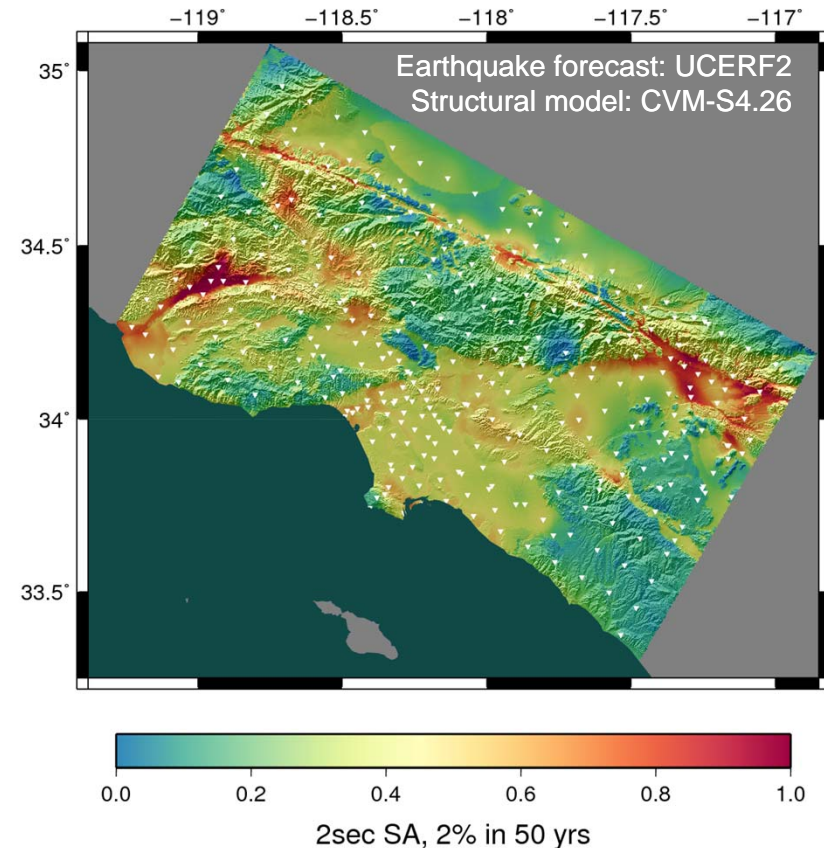 −119˚ −118.5˚ −118˚ −117.5˚ −117˚
Earthquake forecast: UCERF2
Structural model: CVM-S4.26
35˚
34.5˚
34˚
33.5˚
0.0 0.2 0.4 0.6 0.8 1.0
2sec SA, 2% in 50 yrs